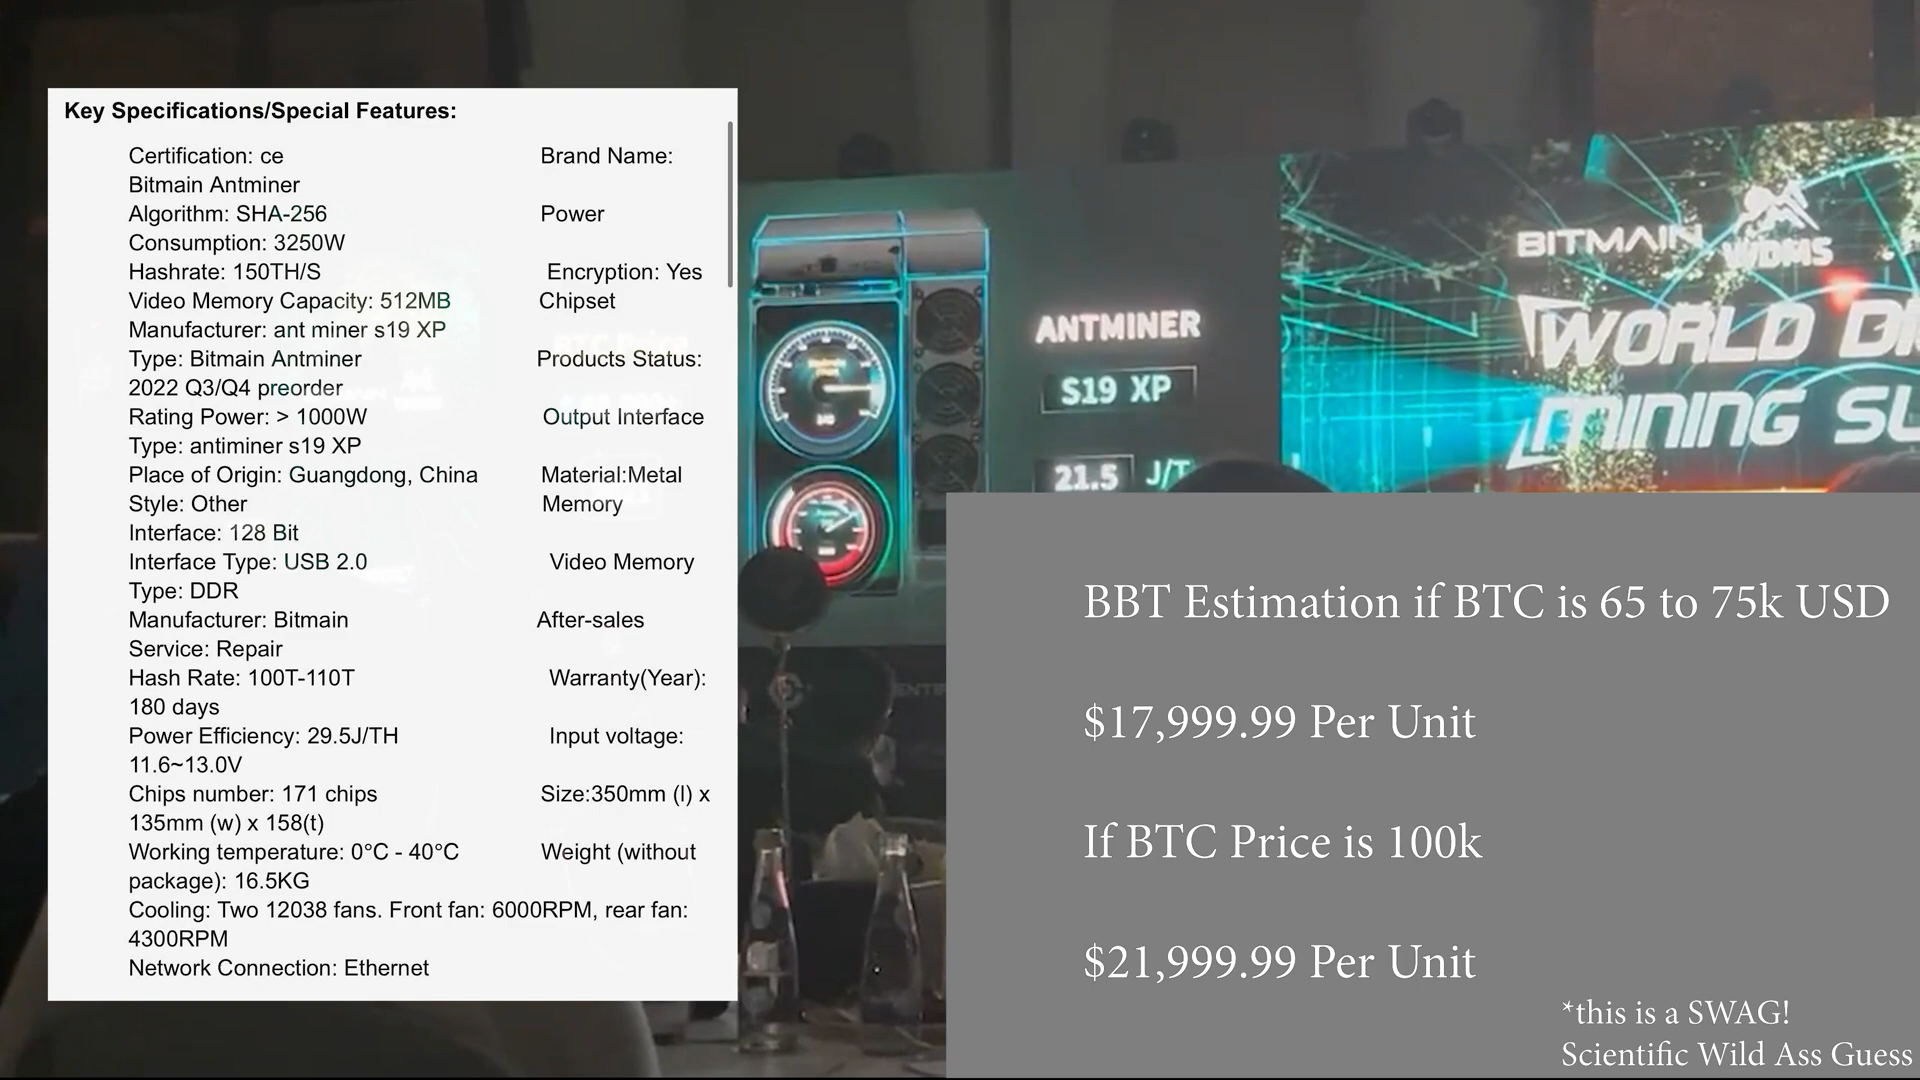 Key Specifications/Special Features:
Certification: ce Brand Name:
Bitmain Antminer
Algorithm: SHA-256 Power
Consumption: 3250W
Hashrate: 150TH/S Encryption: Yes
Video Memory Capacity: 512MB Chipset
Manufacturer: ant miner s19 XP
Type: Bitmain Antminer Products Status:
2022 Q3/Q4 preorder
Rating Power: > 1000W Output Interface
Type: antiminer s19 XP
Place of Origin: Guangdong, China Material:Metal
Style: Other Memory
Interface: 128 Bit
Interface Type: USB 2.0 Video Memory
Type: DDR
Manufacturer: Bitmain After-sales
Service: Repair
Hash Rate: 100T-110T Warranty(Year):
180 days
Power Efficiency: 29.5J/TH Input voltage:
11.6~13.0V
Chips number: 171 chips Size:350mm (l) x
135mm (w) x 158(t)
Working temperature: 0°C - 40°C Weight (without
package): 16.5KG
Cooling: Two 12038 fans. Front fan: 6000RPM, rear fan:
4300RPM
Network Connection: Ethernet
ANTMINER
S19 XP
21.5 J/T
BITMAIN WDMS
WORLD DI
MINING SU
BBT Estimation if BTC is 65 to 75k USD
$17,999.99 Per Unit
If BTC Price is 100k
$21,999.99 Per Unit
*this is a SWAG!
Scientific Wild Ass Guess